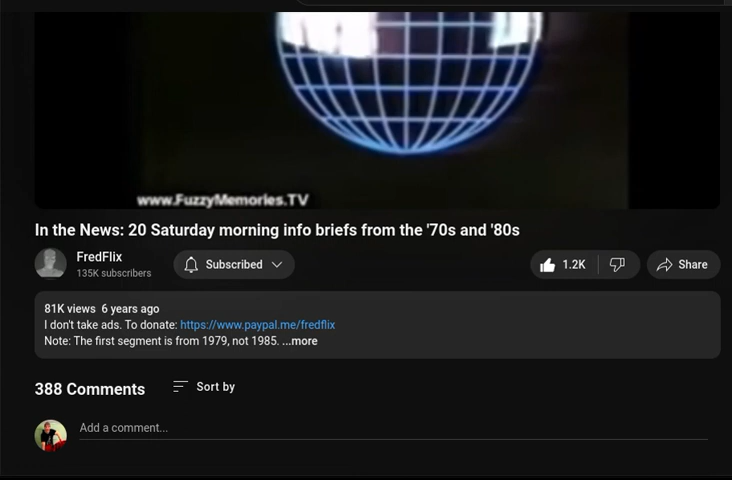 www.FuzzyMemories.TV
In the News: 20 Saturday morning info briefs from the '70s and '80s
FredFlix
135K subscribers
Subscribed
1.2K
Share
81K views 6 years ago
I don't take ads. To donate: https://www.paypal.me/fredflix
Note: The first segment is from 1979, not 1985. ...more
388 Comments
Sort by
Add a comment...